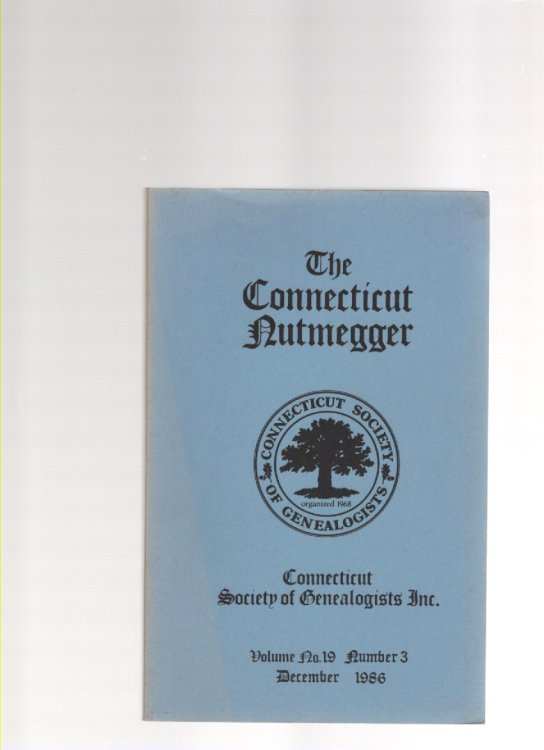 The
Connecticut
Nutmegger
CONNECTICUT SOCIETY
OF GENEALOGISTS
organized 1968
Connecticut
Society of Genealogists Inc.
Volume No. 19 Number 3
December 1986